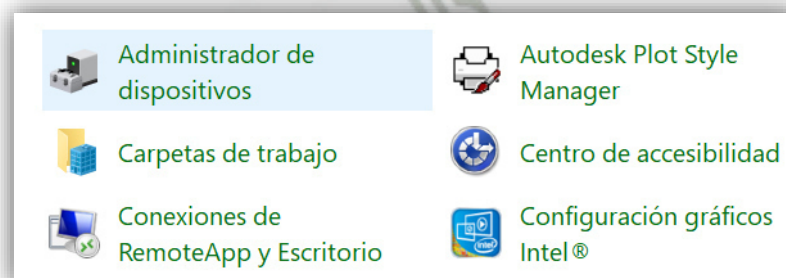 Administrador de
dispositivos
Autodesk Plot Style
Manager
Carpetas de trabajo
Centro de accesibilidad
Conexiones de
RemoteApp y Escritorio
Configuración gráficos
Intel®